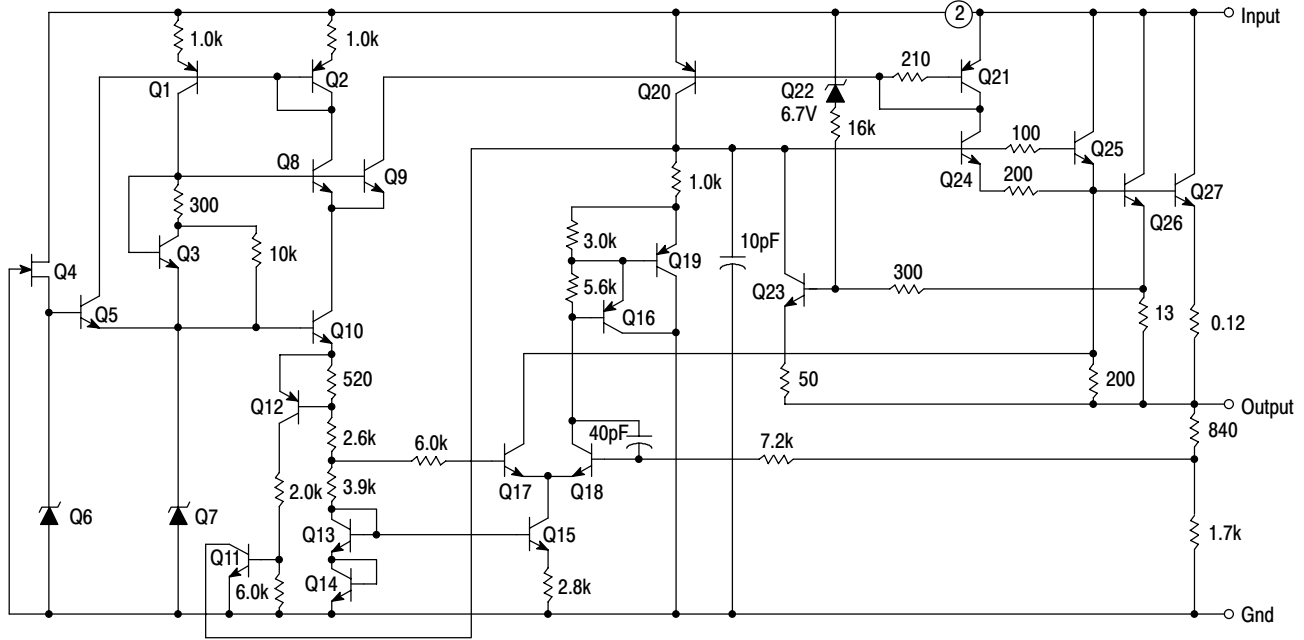 2
Input
1.0k
1.0k
Q1
Q2
Q20
Q22
6.7V
210
Q21
16k
Q8
Q9
100
Q25
Q24
200
Q27
Q26
300
1.0k
Q3
10k
3.0k
Q19
10pF
Q4
5.6k
Q23
300
Q5
Q16
13
0.12
Q10
520
50
200
Q12
Output
2.6k
40pF
840
6.0k
7.2k
2.0k
3.9k
Q17
Q18
Q6
Q7
Q13
Q15
1.7k
Q11
Q14
6.0k
2.8k
Gnd